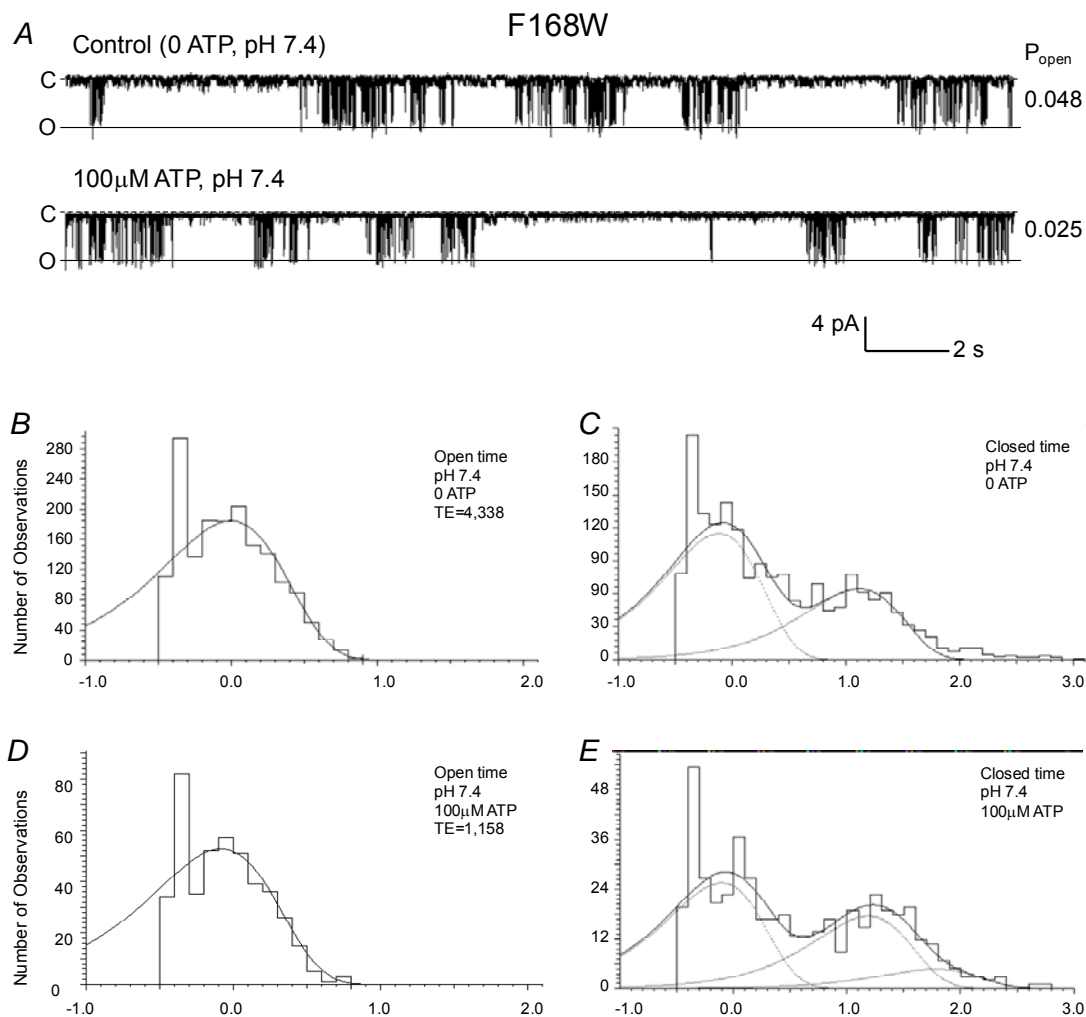 F168W
A
Control (0 ATP, pH 7.4)
P open
C
0.048
O
100μM ATP, pH 7.4
C
0.025
O
4 pA
2 s
B
Number of Observations
280
240
200
160
120
80
40
0
-1.0 0.0 1.0 2.0
Open time
pH 7.4
0 ATP
TE=4,338
C
180
150
120
90
90
30
0
-1.0 0.0 1.0 2.0 3.0
Closed time
pH 7.4
0 ATP
D
Number of Observations
80
60
40
20
0
-1.0 0.0 1.0 2.0
Open time
pH 7.4
100μM ATP
TE=1,158
E
48
36
24
12
0
-1.0 0.0 1.0 2.0 3.0
Closed time
pH 7.4
100μM ATP